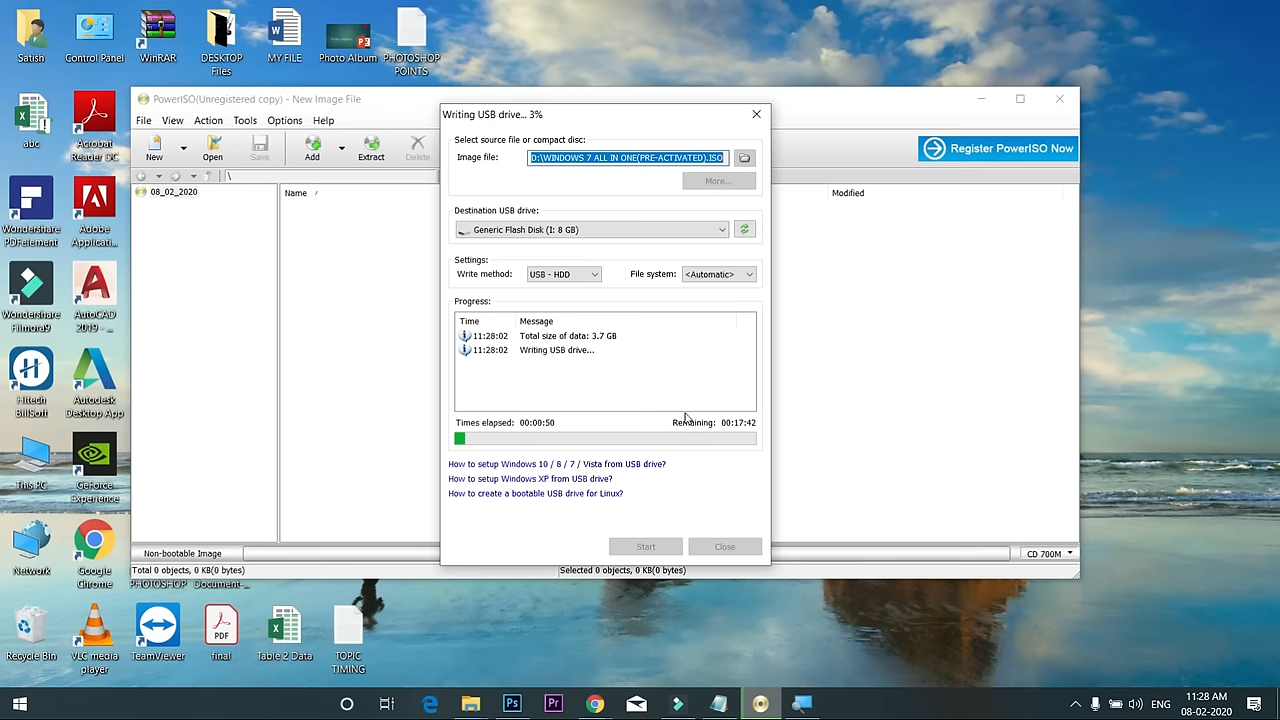 Satish
Control Panel
WinRAR
DESKTOP
Files
MY FILE
Photo Album
PHOTOSHOP
POINTS
abc
Acrobat
Reader DC
Wondershare
PDFelement
Adobe
Applicati...
Wondershare
Filmora9
AutoCAD
2019 - ...
Hitech
BillSoft
Autodesk
Desktop App
This PC
GeForce
Experience
Network
Google
Chrome
PHOTOSHOP
Document-...
Recycle Bin
VLC media
player
TeamViewer
PDF
final
Table 2 Data
TOPIC
TIMING
PowerISO(Unregistered copy) - New Image File
File View Action Tools Options Help
New
Open
Save
Add
Extract
Delete
Register PowerISO Now
\
08_02_2020
Name
Modified
Non-bootable Image
CD 700M
Total 0 objects, 0 KB(0 bytes)
Selected 0 objects, 0 KB(0 bytes)
Writing USB drive... 3%
Select source file or compact disc:
Image file: D:\WINDOWS 7 ALL IN ONE(PRE-ACTIVATED).ISO
More...
Destination USB drive:
Generic Flash Disk (I: 8 GB)
Settings:
Write method: USB - HDD File system: <Automatic>
Progress:
Time Message
11:28:02 Total size of data: 3.7 GB
11:28:02 Writing USB drive...
Times elapsed: 00:00:50 Remaining: 00:17:42
How to setup Windows 10 / 8 / 7 / Vista from USB drive?
How to setup Windows XP from USB drive?
How to create a bootable USB drive for Linux?
Start Close
Ps
Pr
ENG
11:28 AM
08-02-2020